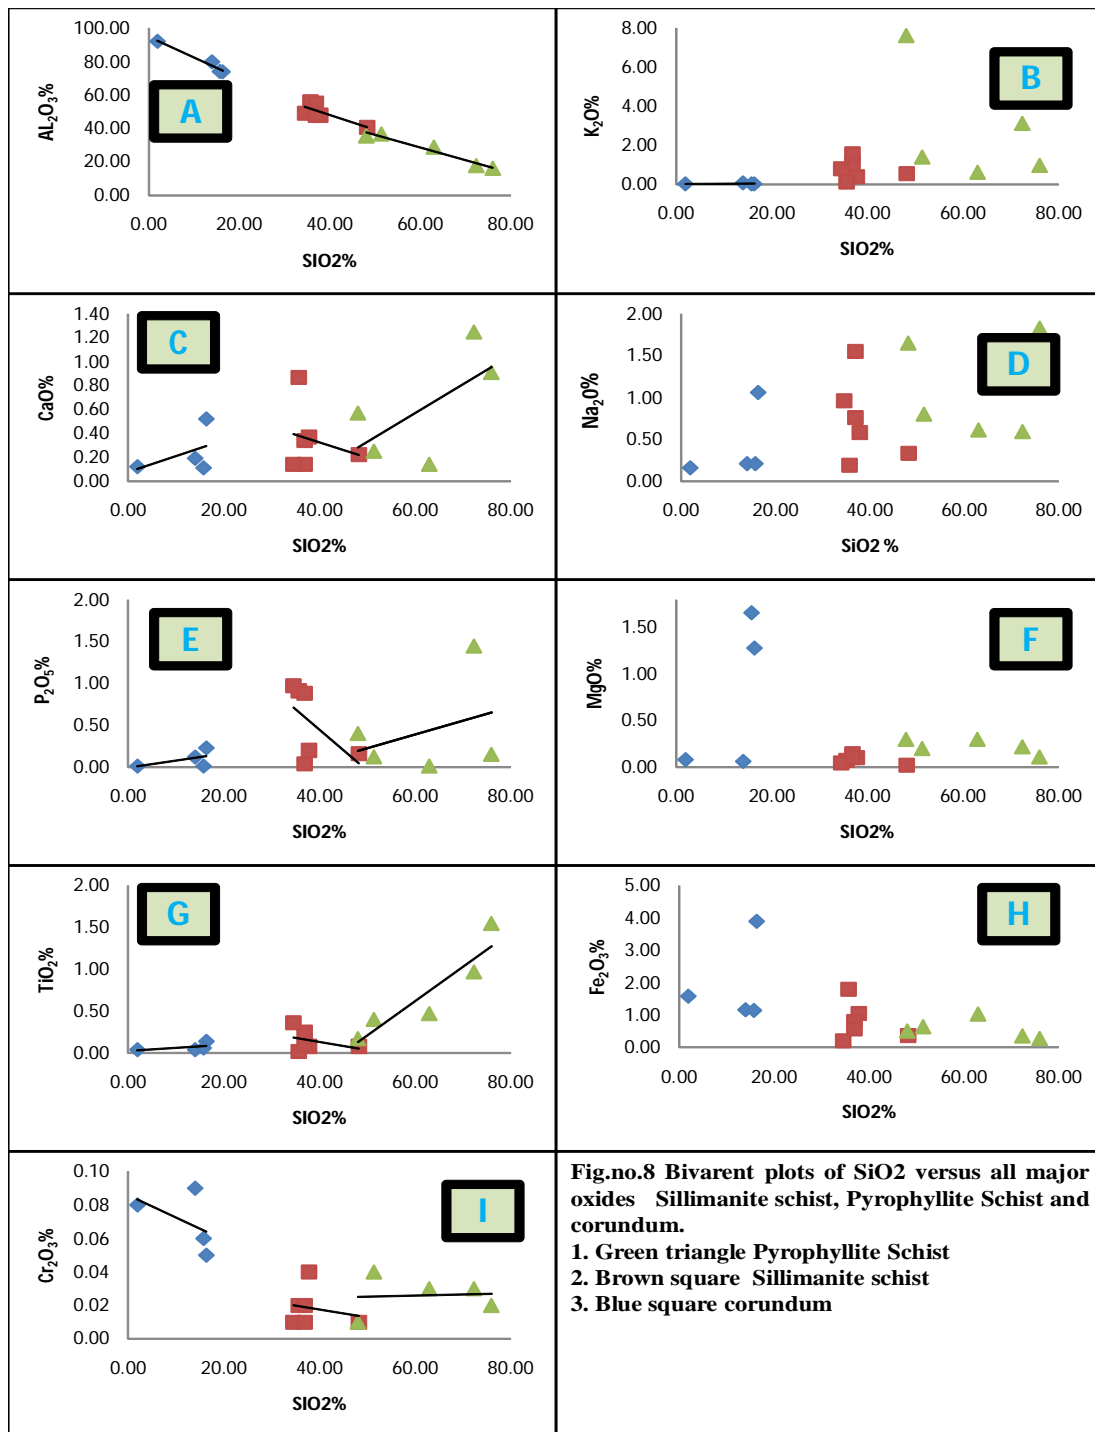 100.00
80.00
60.00
40.00
20.00
0.00
AL2O3%
A
0.00 20.00 40.00 60.00 80.00
SIO2%
8.00
6.00
4.00
2.00
0.00
K2O%
B
0.00 20.00 40.00 60.00 80.00
SIO2%
1.40
1.20
1.00
0.80
0.60
0.40
0.20
0.00
CaO%
C
0.00 20.00 40.00 60.00 80.00
SIO2%
2.00
1.50
1.00
0.50
0.00
Na20%
D
0.00 20.00 40.00 60.00 80.00
SiO2 %
2.00
1.50
1.00
0.50
0.00
P2O5%
E
0.00 20.00 40.00 60.00 80.00
SIO2%
1.50
1.00
0.50
0.00
MgO%
F
0.00 20.00 40.00 60.00 80.00
SIO2%
2.00
1.50
1.00
0.50
0.00
TiO2%
G
0.00 20.00 40.00 60.00 80.00
SIO2%
5.00
4.00
3.00
2.00
1.00
0.00
Fe2O3%
H
0.00 20.00 40.00 60.00 80.00
SIO2%
0.10
0.08
0.06
0.04
0.02
0.00
Cr2O3%
I
0.00 20.00 40.00 60.00 80.00
SIO2%
Fig.no.8 Bivarent plots of SiO2 versus all major
oxides Sillimanite schist, Pyrophyllite Schist and
corundum.
1. Green triangle Pyrophyllite Schist
2. Brown square Sillimanite schist
3. Blue square corundum